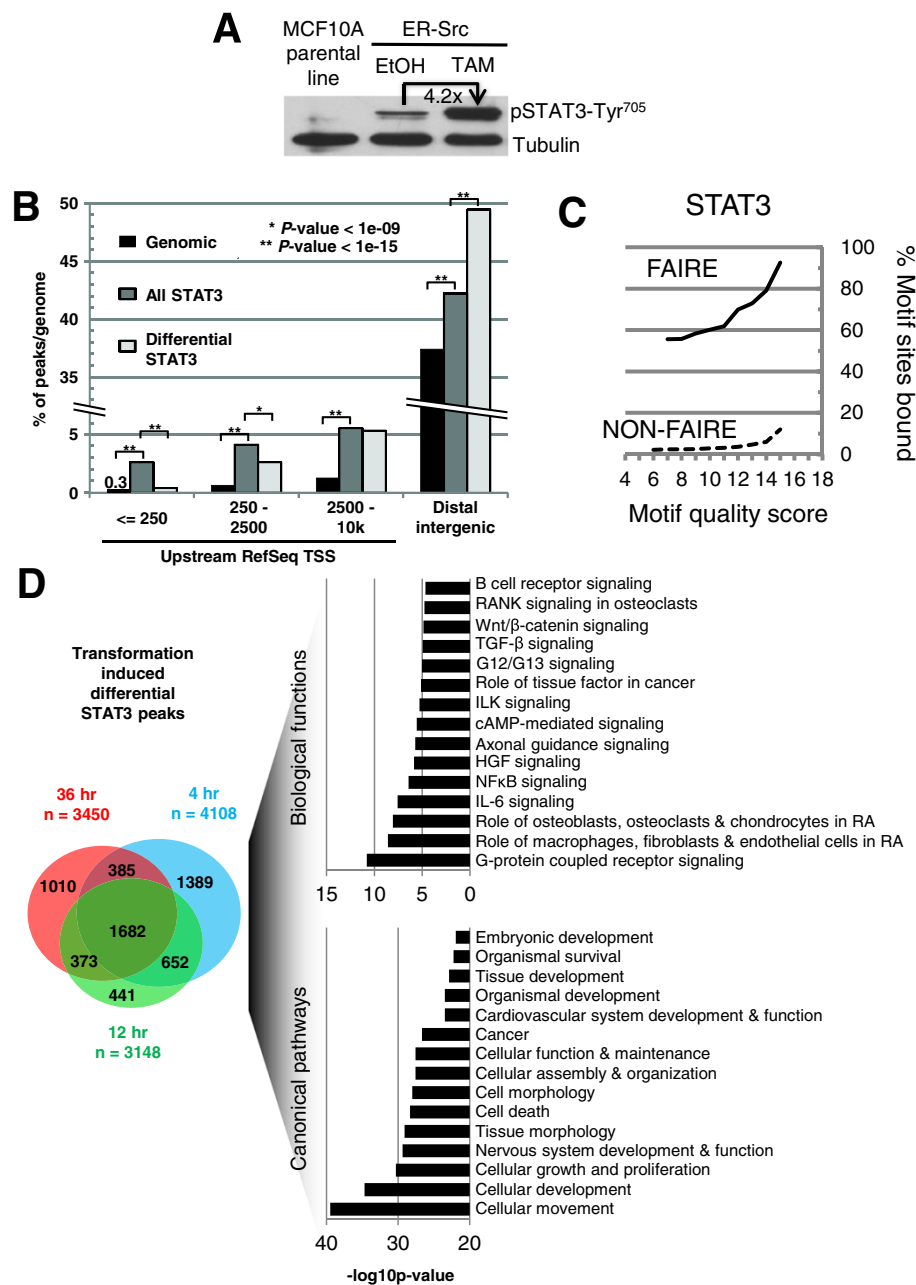 A
MCF10A
parental
line
ER-Src
EtOH
TAM
4.2x
pSTAT3-Tyr705
Tubulin
B
% of peaks/genome
50
45
40
35
5
0
Genomic
All STAT3
Differential
STAT3
* P-value < 1e-09
** P-value < 1e-15
0.3
**
**
**
*
**
**
**
<= 250
250 -
2500
2500 -
10k
Distal
intergenic
Upstream RefSeq TSS
C
STAT3
FAIRE
NON-FAIRE
100
80
60
40
20
0
% Motif sites bound
4 6 8 10 12 14 16 18
Motif quality score
D
Transformation
induced
differential
STAT3 peaks
36 hr
n = 3450
4 hr
n = 4108
1010
385
1389
1682
373
652
441
12 hr
n = 3148
Biological functions
B cell receptor signaling
RANK signaling in osteoclasts
Wnt/β-catenin signaling
TGF-β signaling
G12/G13 signaling
Role of tissue factor in cancer
ILK signaling
cAMP-mediated signaling
Axonal guidance signaling
HGF signaling
NFκB signaling
IL-6 signaling
Role of osteoblasts, osteoclasts & chondrocytes in RA
Role of macrophages, fibroblasts & endothelial cells in RA
G-protein coupled receptor signaling
15 10 5 0
Canonical pathways
Embryonic development
Organismal survival
Tissue development
Organismal development
Cardiovascular system development & function
Cancer
Cellular function & maintenance
Cellular assembly & organization
Cell morphology
Cell death
Tissue morphology
Nervous system development & function
Cellular growth and proliferation
Cellular development
Cellular movement
40 30 20
-log10p-value